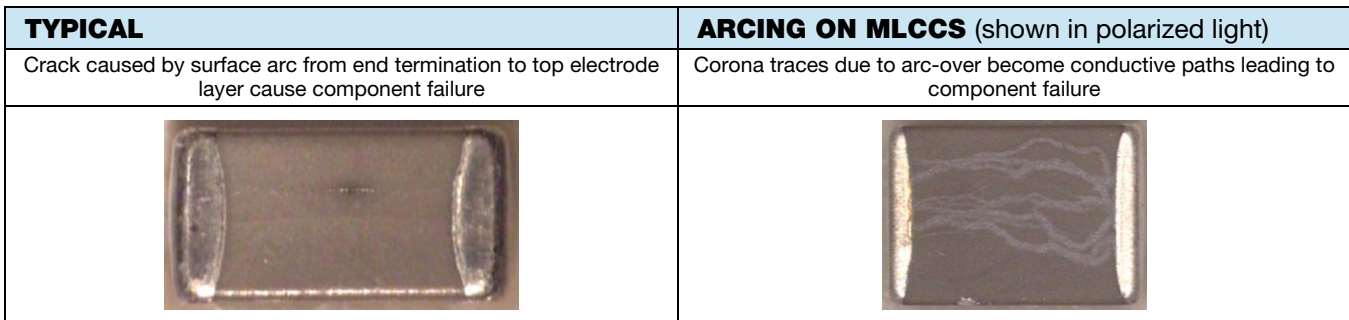 TYPICAL
ARCING ON MLCCS (shown in polarized light)
Crack caused by surface arc from end termination to top electrode
layer cause component failure
Corona traces due to arc-over become conductive paths leading to
component failure